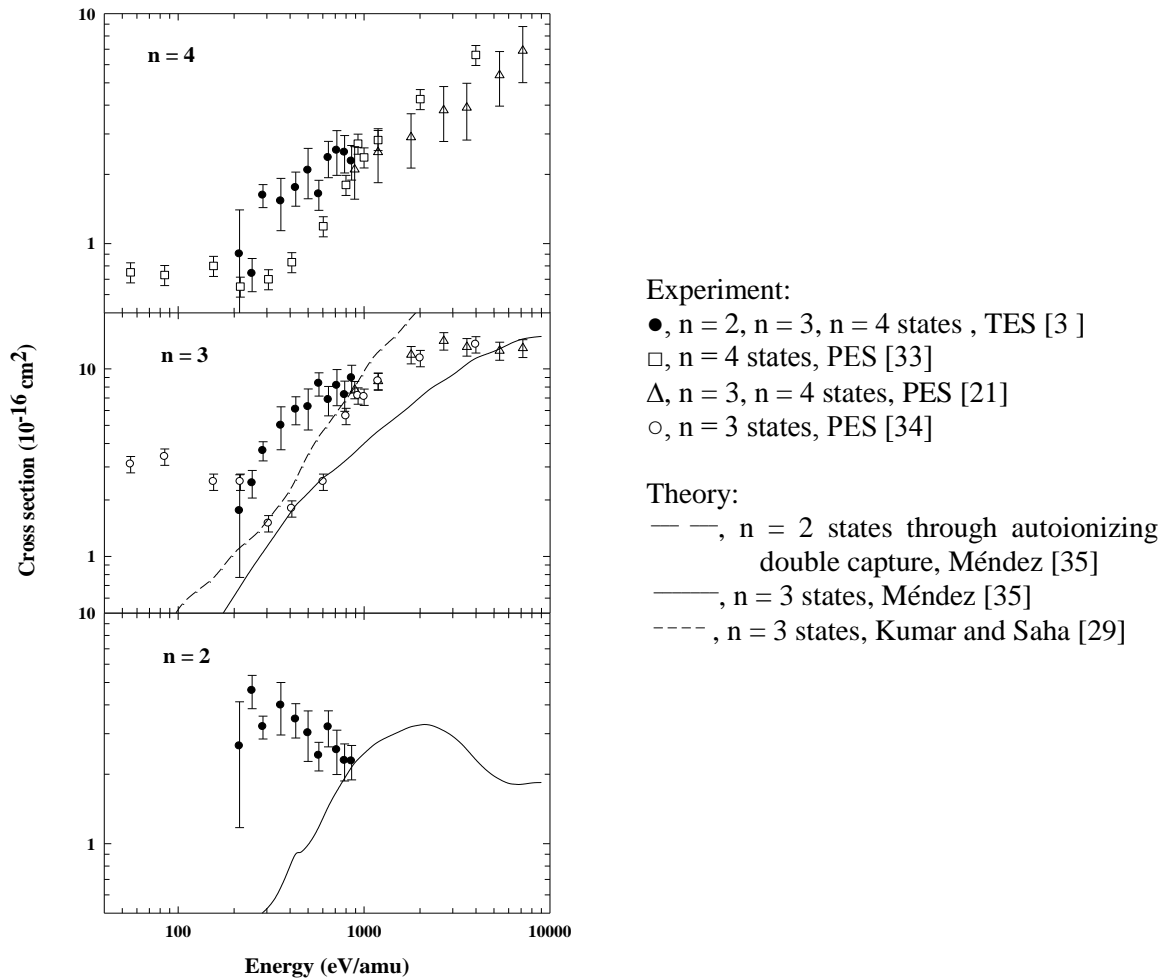 10
n = 4
1
Cross section (10-16 cm2)
n = 3
10
1
10
n = 2
1
100
1000
10000
Energy (eV/amu)
Experiment:
●, n = 2, n = 3, n = 4 states , TES [3 ]
□, n = 4 states, PES [33]
Δ, n = 3, n = 4 states, PES [21]
○, n = 3 states, PES [34]
Theory:
—— ——, n = 2 states through autoionizing
double capture, Méndez [35]
————, n = 3 states, Méndez [35]
----, n = 3 states, Kumar and Saha [29]